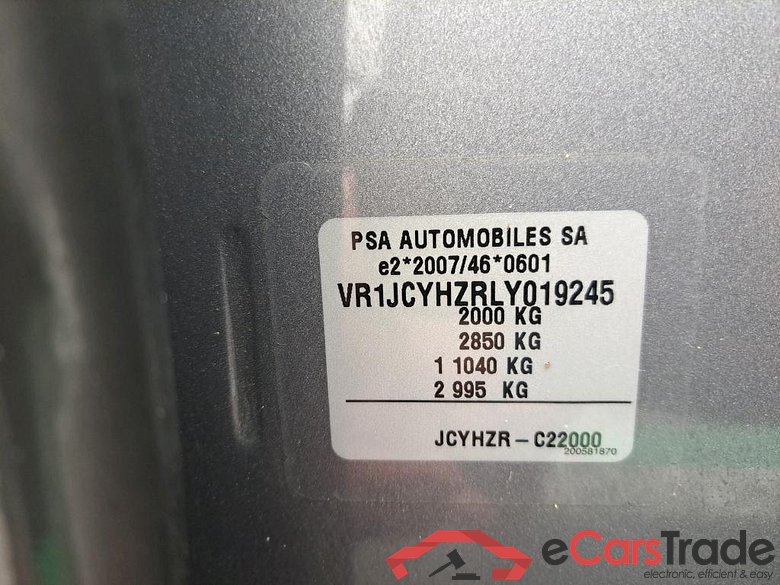 PSA AUTOMOBILES SA
e2*2007/46*0601
VR1JCYHZRLY019245
2000 KG
2850 KG
1 1040 KG
2 995 KG
JCYHZR - C22000
200581870
eCarsTrade
electronic, efficient & easy